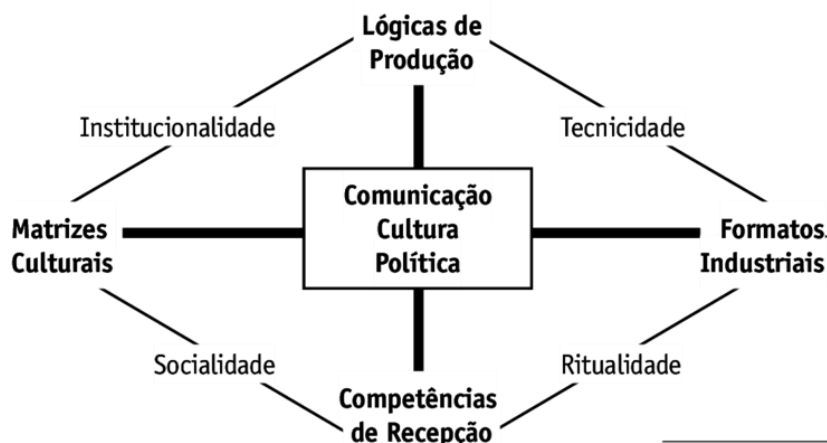 Lógicas de
Produção
Institucionalidade
Tecnicidade
Comunicação
Cultura
Política
Matrizes
Culturais
Formatos
Industriais
Socialidade
Ritualidade
Competências
de Recepção